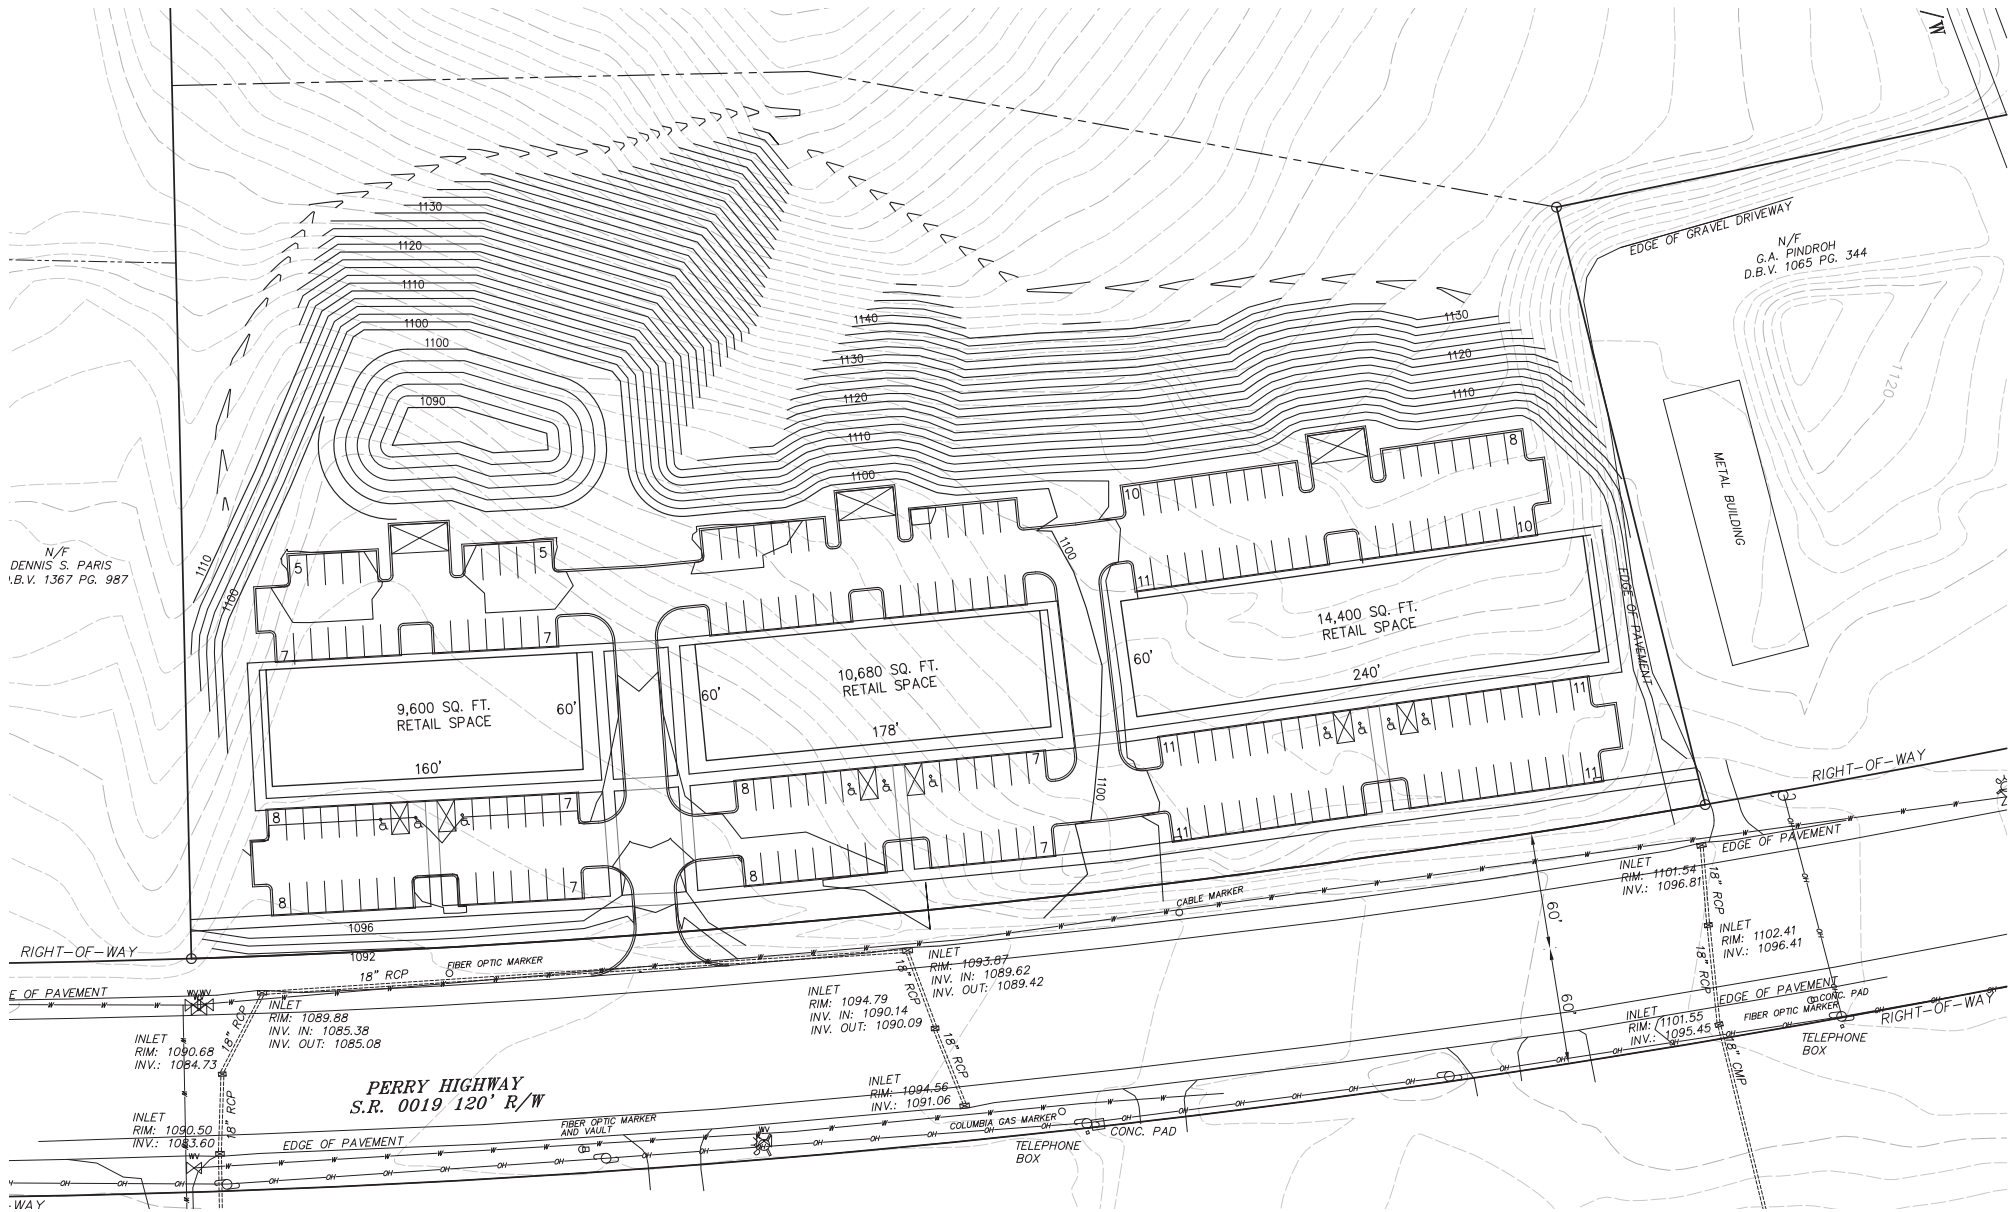 /W
1130
1120
1110
1100
1100
1090
1140
1130
1120
1110
1100
1130
1120
1110
EDGE OF GRAVEL DRIVEWAY
N/F
G.A. PINDROH
D.B.V. 1065 PG. 344
1120
METAL BUILDING
N/F
DENNIS S. PARIS
.B.V. 1367 PG. 987
1110
1100
5
5
7
7
10
8
10
11
1100
9,600 SQ. FT.
RETAIL SPACE
60'
160'
10,680 SQ. FT.
RETAIL SPACE
60'
178'
14,400 SQ. FT.
RETAIL SPACE
60'
240'
EDGE OF PAVEMENT
8
7
8
7
11
11
8
7
8
7
11
11
1100
1096
1092
RIGHT-OF-WAY
RIGHT-OF-WAY
EDGE OF PAVEMENT
CABLE MARKER
FIBER OPTIC MARKER
18" RCP
E OF PAVEMENT
INLET
RIM: 1101.54
INV.: 1096.81
18" RCP
INLET
RIM: 1102.41
INV.: 1096.41
18" RCP
60'
60'
INLET
RIM: 1093.87
INV. IN: 1089.62
INV. OUT: 1089.42
18" RCP
INLET
RIM: 1094.79
INV. IN: 1090.14
INV. OUT: 1090.09
18" RCP
INLET
RIM: 1089.88
INV. IN: 1085.38
INV. OUT: 1085.08
18" RCP
INLET
RIM: 1090.68
INV.: 1084.73
EDGE OF PAVEMENT
CONC. PAD
FIBER OPTIC MARKER
RIGHT-OF-WAY
INLET
RIM: 1101.55
INV.: 1095.45
18" CMP
TELEPHONE
BOX
PERRY HIGHWAY
S.R. 0019 120' R/W
INLET
RIM: 1094.56
INV.: 1091.06
INLET
RIM: 1090.50
INV.: 1083.60
18" RCP
EDGE OF PAVEMENT
FIBER OPTIC MARKER
AND VAULT
WV
WV
COLUMBIA GAS MARKER
CONC. PAD
TELEPHONE
BOX
-WAY